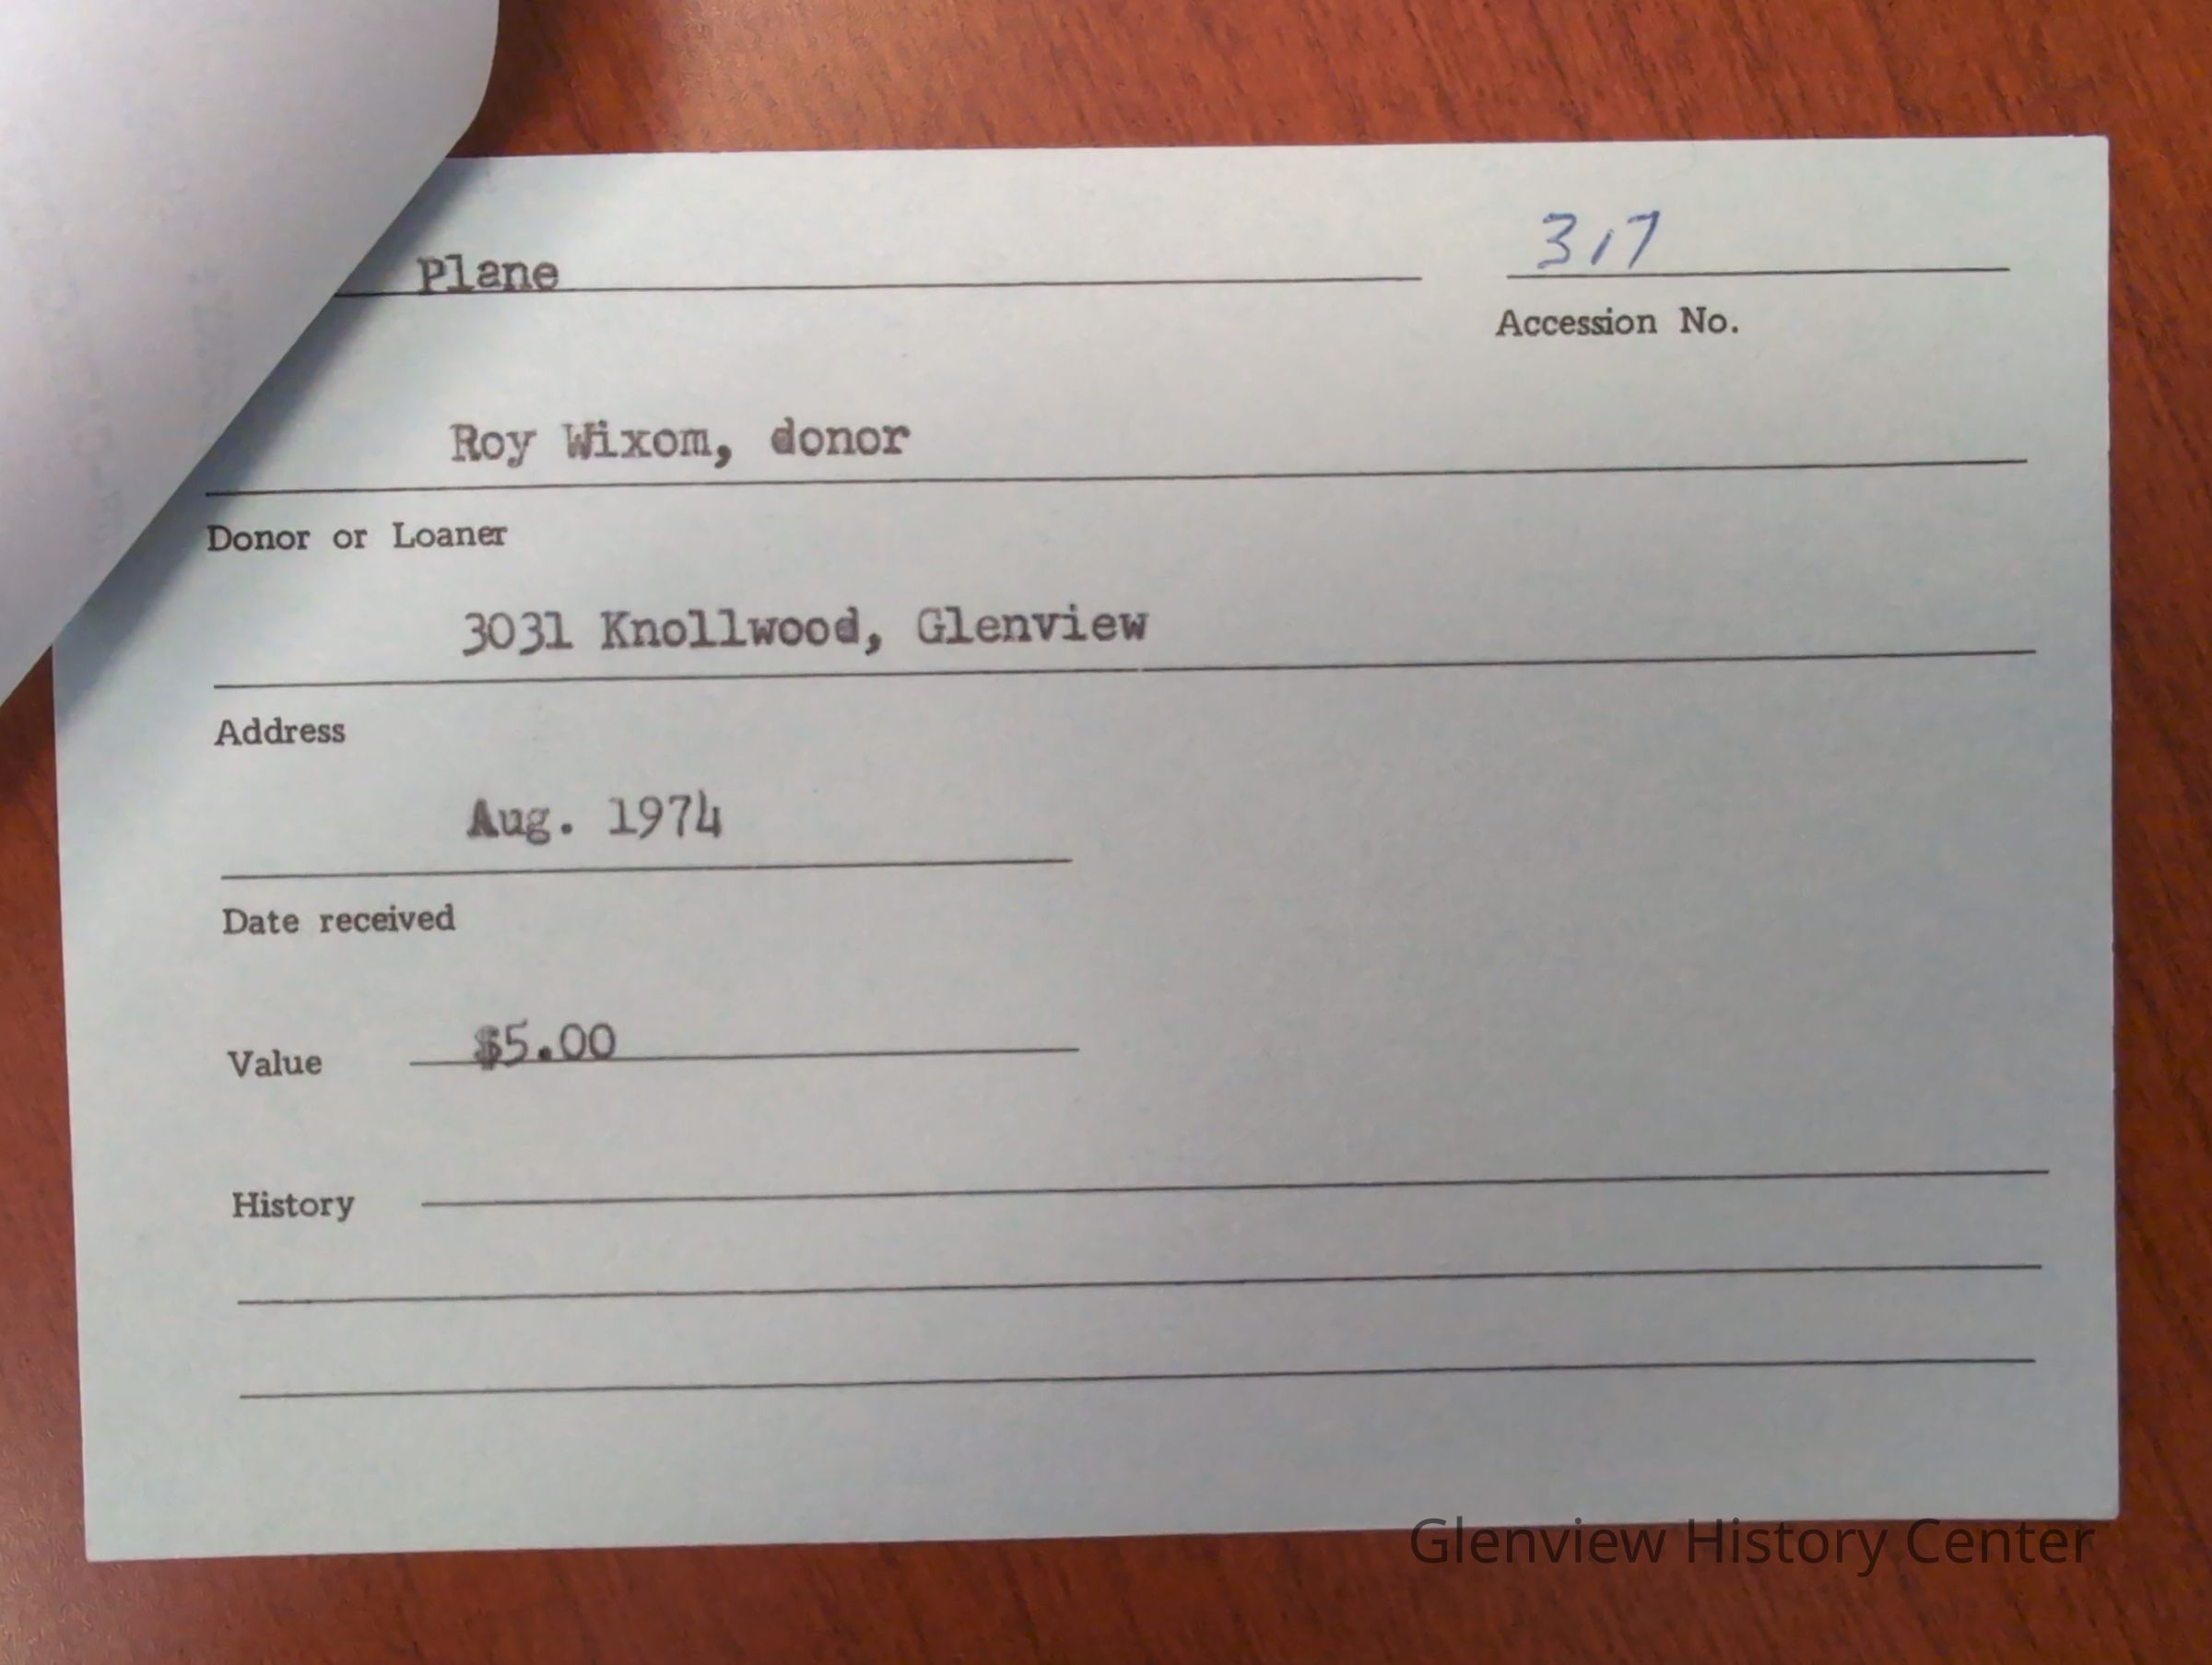 Plane
317
Accession No.
Roy Wixom, donor
Donor or Loaner
3031 Knollwood, Glenview
Address
Aug. 1974
Date received
Value $5.00
History
Glenview History Center